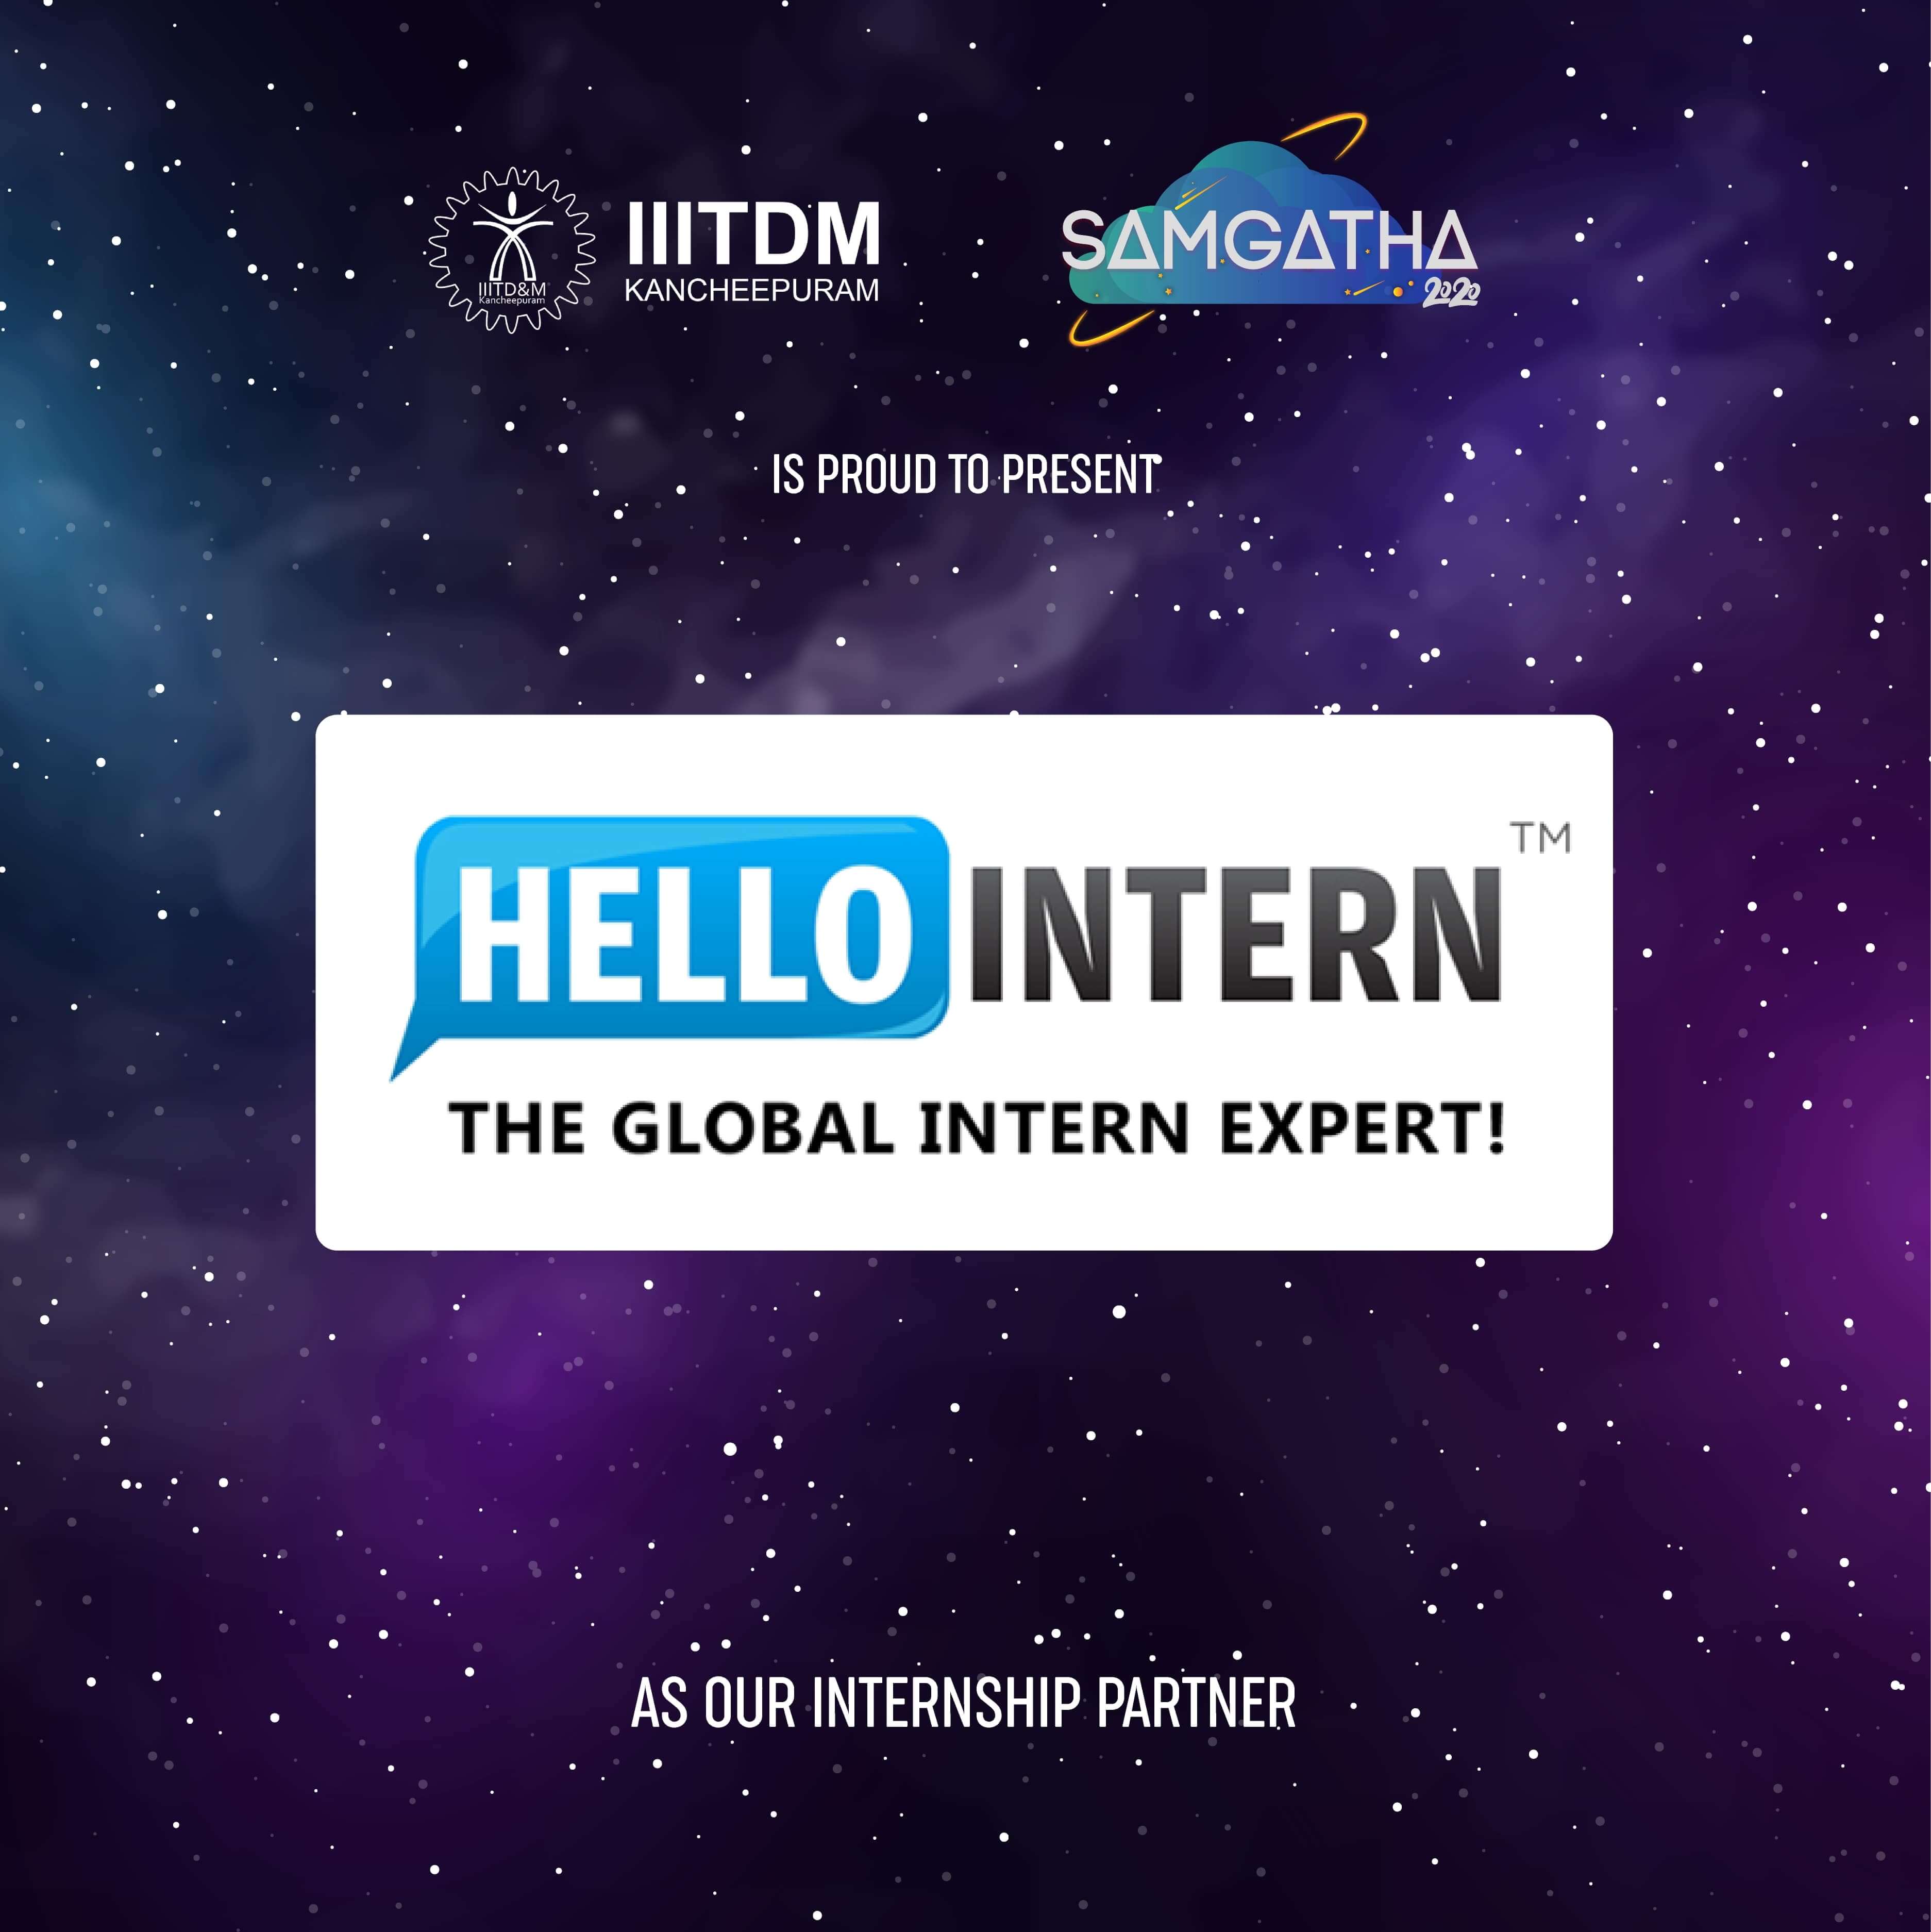 IIITD&M
Kancheepuram
IIITDM
KANCHEEPURAM
SAMGATHA
2020
IS PROUD TO PRESENT
HELLO INTERN TM
THE GLOBAL INTERN EXPERT!
AS OUR INTERNSHIP PARTNER